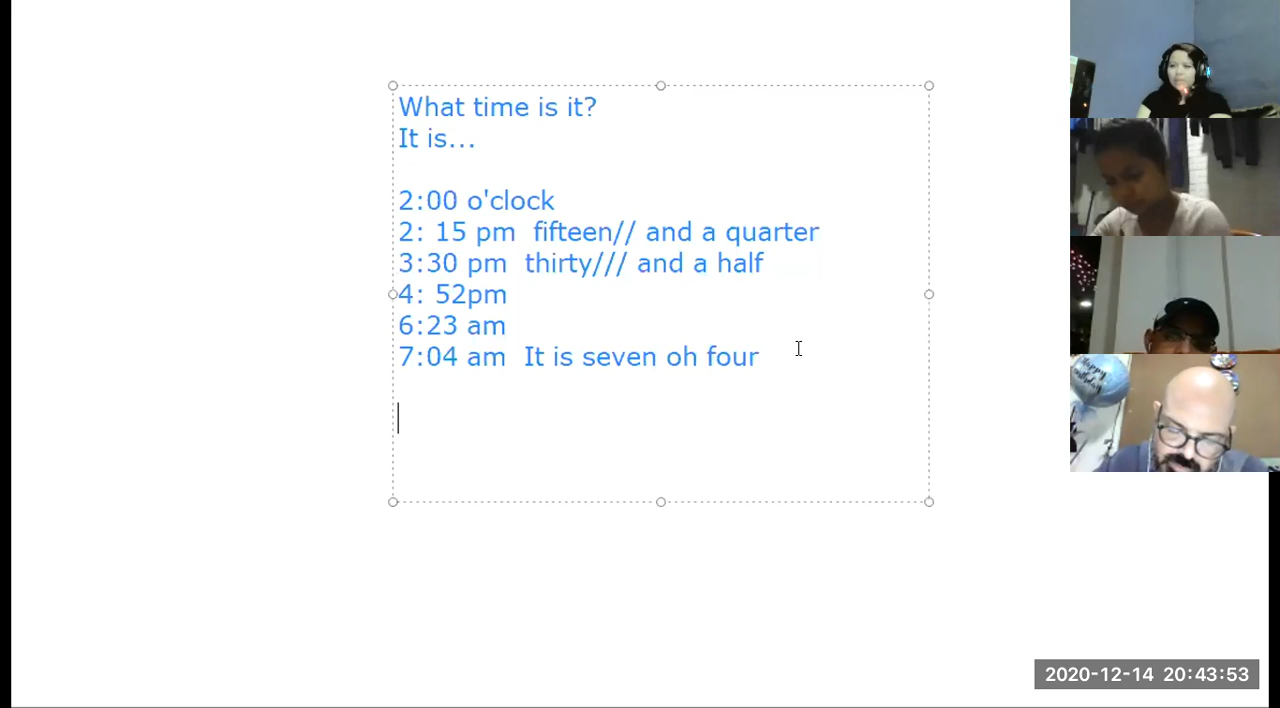 What time is it?
It is...
2:00 o'clock
2: 15 pm  fifteen// and a quarter
3:30 pm  thirty/// and a half
4: 52pm
6:23 am
7:04 am  It is seven oh four
Happy
Birthday
2020-12-14 20:43:53